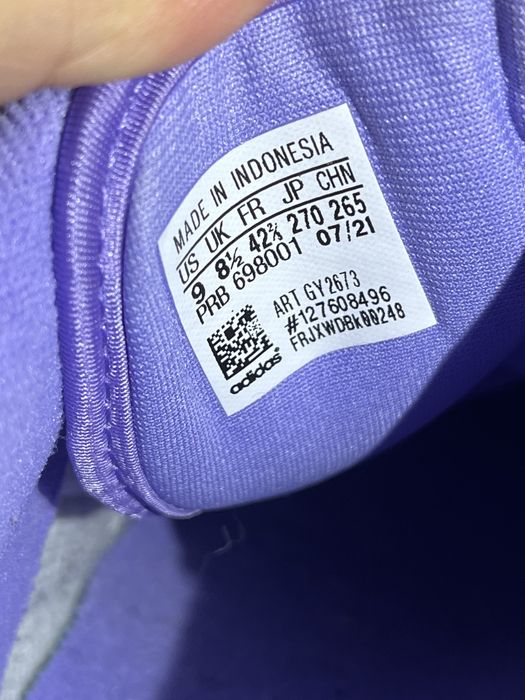 MADE IN INDONESIA
US UK FR JP CHN
9 8½ 42⅔ 270 265
PRB 698001 07/21
ART GY2673
#127608496
FRJXWDBK00248
adidas®